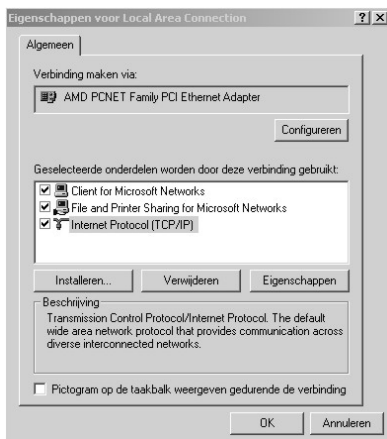 Eigenschappen voor Local Area Connection
Algemeen
Verbinding maken via:
AMD PCNET Family PCI Ethernet Adapter
Configureren
Geselecteerde onderdelen worden door deze verbinding gebruikt:
Client for Microsoft Networks
File and Printer Sharing for Microsoft Networks
Internet Protocol (TCP/IP)
Installeren...
Verwijderen
Eigenschappen
Beschrijving
Transmission Control Protocol/Internet Protocol. The default
wide area network protocol that provides communication across
diverse interconnected networks.
Pictogram op de taakbalk weergeven gedurende de verbinding
OK
Annuleren